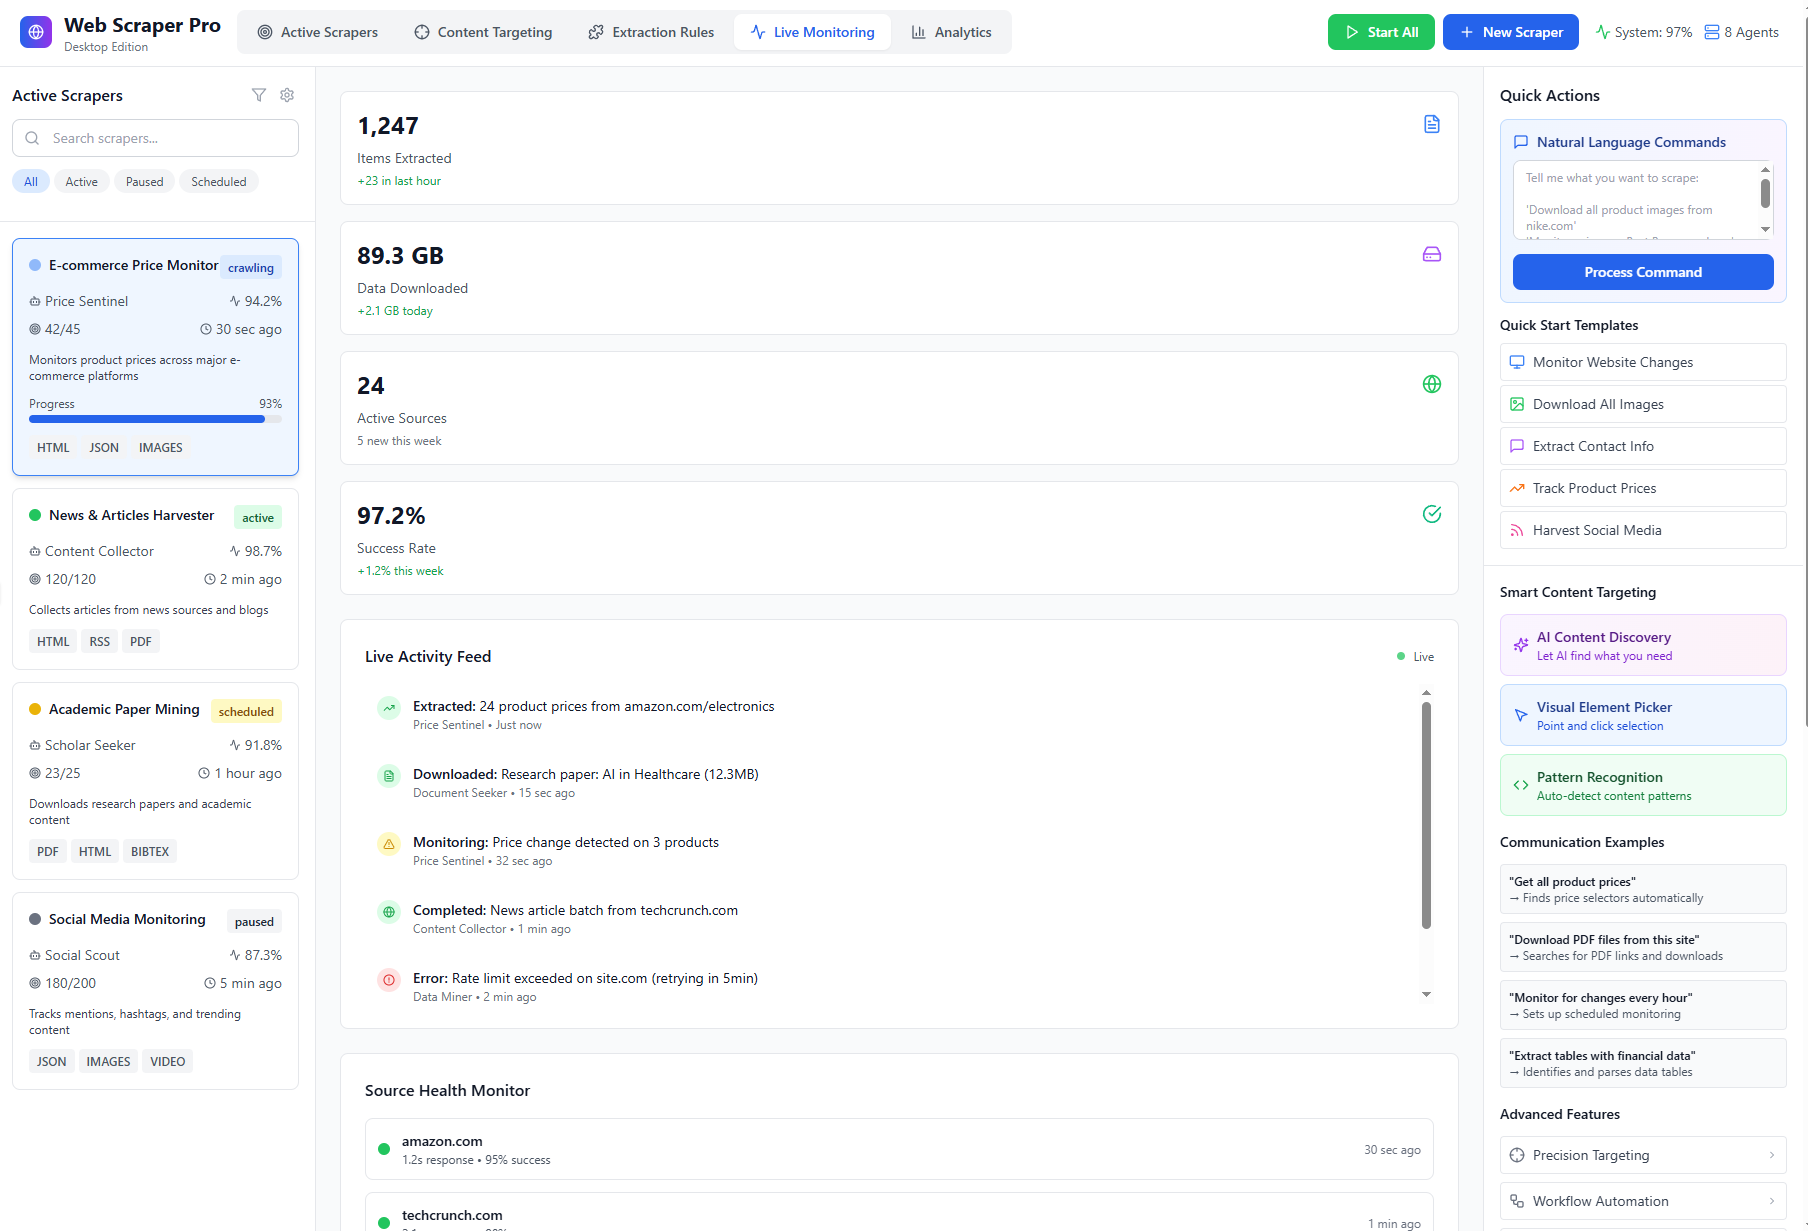 Web Scraper Pro
Desktop Edition
Active Scrapers
Content Targeting
Extraction Rules
Live Monitoring
Analytics
Start All
New Scraper
System: 97%
8 Agents
Active Scrapers
Search scrapers...
All
Active
Paused
Scheduled
E-commerce Price Monitor
crawling
Price Sentinel
94.2%
42/45
30 sec ago
Monitors product prices across major e-
commerce platforms
Progress
93%
HTML
JSON
IMAGES
News & Articles Harvester
active
Content Collector
98.7%
120/120
2 min ago
Collects articles from news sources and blogs
HTML
RSS
PDF
Academic Paper Mining
scheduled
Scholar Seeker
91.8%
23/25
1 hour ago
Downloads research papers and academic
content
PDF
HTML
BIBTEX
Social Media Monitoring
paused
Social Scout
87.3%
180/200
5 min ago
Tracks mentions, hashtags, and trending
content
JSON
IMAGES
VIDEO
1,247
Items Extracted
+23 in last hour
89.3 GB
Data Downloaded
+2.1 GB today
24
Active Sources
5 new this week
97.2%
Success Rate
+1.2% this week
Live Activity Feed
Live
Extracted: 24 product prices from amazon.com/electronics
Price Sentinel • Just now
Downloaded: Research paper: AI in Healthcare (12.3MB)
Document Seeker • 15 sec ago
Monitoring: Price change detected on 3 products
Price Sentinel • 32 sec ago
Completed: News article batch from techcrunch.com
Content Collector • 1 min ago
Error: Rate limit exceeded on site.com (retrying in 5min)
Data Miner • 2 min ago
Source Health Monitor
amazon.com
1.2s response • 95% success
30 sec ago
techcrunch.com
1 min ago
Quick Actions
Natural Language Commands
Tell me what you want to scrape:
'Download all product images from
nike.com'
Process Command
Quick Start Templates
Monitor Website Changes
Download All Images
Extract Contact Info
Track Product Prices
Harvest Social Media
Smart Content Targeting
AI Content Discovery
Let AI find what you need
Visual Element Picker
Point and click selection
Pattern Recognition
Auto-detect content patterns
Communication Examples
"Get all product prices"
→ Finds price selectors automatically
"Download PDF files from this site"
→ Searches for PDF links and downloads
"Monitor for changes every hour"
→ Sets up scheduled monitoring
"Extract tables with financial data"
→ Identifies and parses data tables
Advanced Features
Precision Targeting
Workflow Automation